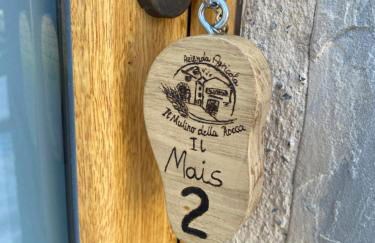 Azienda Agricola
Il Mulino della Rocca
Il
Mais
2